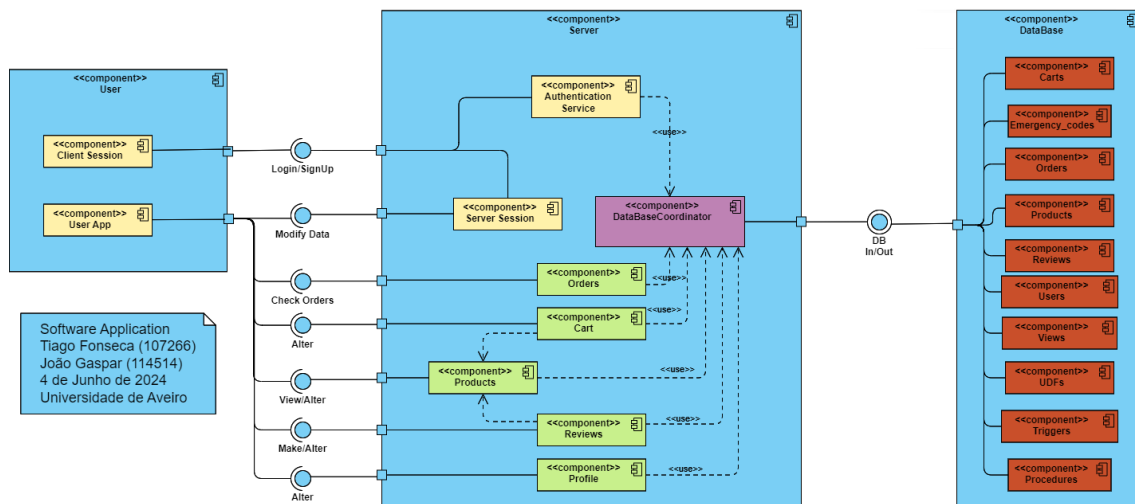 <<component>>
User
<<component>>
Client Session
<<component>>
User App
Login/SignUp
Modify Data
Check Orders
Alter
View/Alter
Make/Alter
Alter
Software Application
Tiago Fonseca (107266)
João Gaspar (114514)
4 de Junho de 2024
Universidade de Aveiro
<<component>>
Server
<<component>>
Authentication
Service
<<use>>
<<component>>
Server Session
<<component>>
DataBaseCoordinator
<<component>>
Orders
<<use>>
<<component>>
Cart
<<use>>
<<component>>
Products
<<use>>
<<component>>
Reviews
<<use>>
<<component>>
Profile
<<use>>
DB
In/Out
<<component>>
DataBase
<<component>>
Carts
<<component>>
Emergency_codes
<<component>>
Orders
<<component>>
Products
<<component>>
Reviews
<<component>>
Users
<<component>>
Views
<<component>>
UDFs
<<component>>
Triggers
<<component>>
Procedures